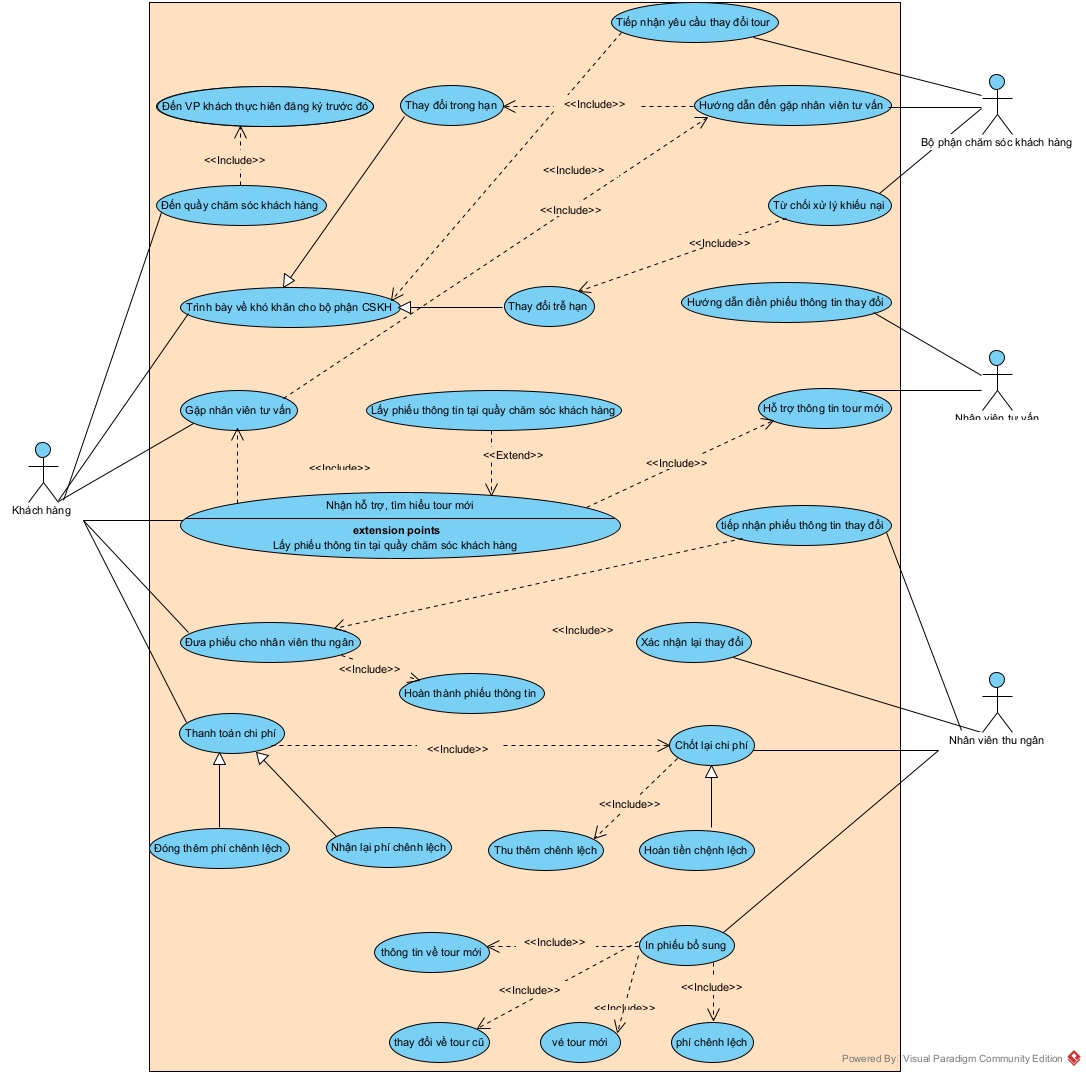 Tiếp nhận yêu cầu thay đổi tour
Đến VP khách thực hiên đăng ký trước đó
Thay đổi trong hạn
<<Include>>
Hướng dẫn đến gặp nhân viên tư vấn
Bộ phận chăm sóc khách hàng
<<Include>>
<<Include>>
Đến quầy chăm sóc khách hàng
<<Include>>
Từ chối xử lý khiếu nại
<<Include>>
Trình bày về khó khăn cho bộ phận CSKH
Thay đổi trễ hạn
Hướng dẫn điền phiếu thông tin thay đổi
Gặp nhân viên tư vấn
Lấy phiếu thông tin tại quầy chăm sóc khách hàng
Hỗ trợ thông tin tour mới
Nhân viên tư vấn
<<Include>>
<<Extend>>
<<Include>>
Khách hàng
Nhận hỗ trợ, tìm hiểu tour mới
extension points
Lấy phiếu thông tin tại quầy chăm sóc khách hàng
tiếp nhận phiếu thông tin thay đổi
Đưa phiếu cho nhân viên thu ngân
<<Include>>
Xác nhận lại thay đổi
<<Include>>
Hoàn thành phiếu thông tin
Thanh toán chi phí
<<Include>>
Chốt lại chi phí
Nhân viên thu ngân
<<Include>>
Đóng thêm phí chênh lệch
Nhận lại phí chênh lệch
Thu thêm chênh lệch
Hoàn tiền chệnh lệch
thông tin về tour mới
<<Include>>
In phiếu bổ sung
<<Include>>
<<Include>>
<<Include>>
thay đổi về tour cũ
vé tour mới
phí chênh lệch
Powered By Visual Paradigm Community Edition